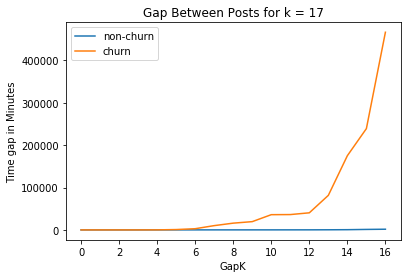 Gap Between Posts for k = 17
non-churn
churn
Time gap in Minutes
400000
300000
200000
100000
0
0 2 4 6 8 10 12 14 16
GapK